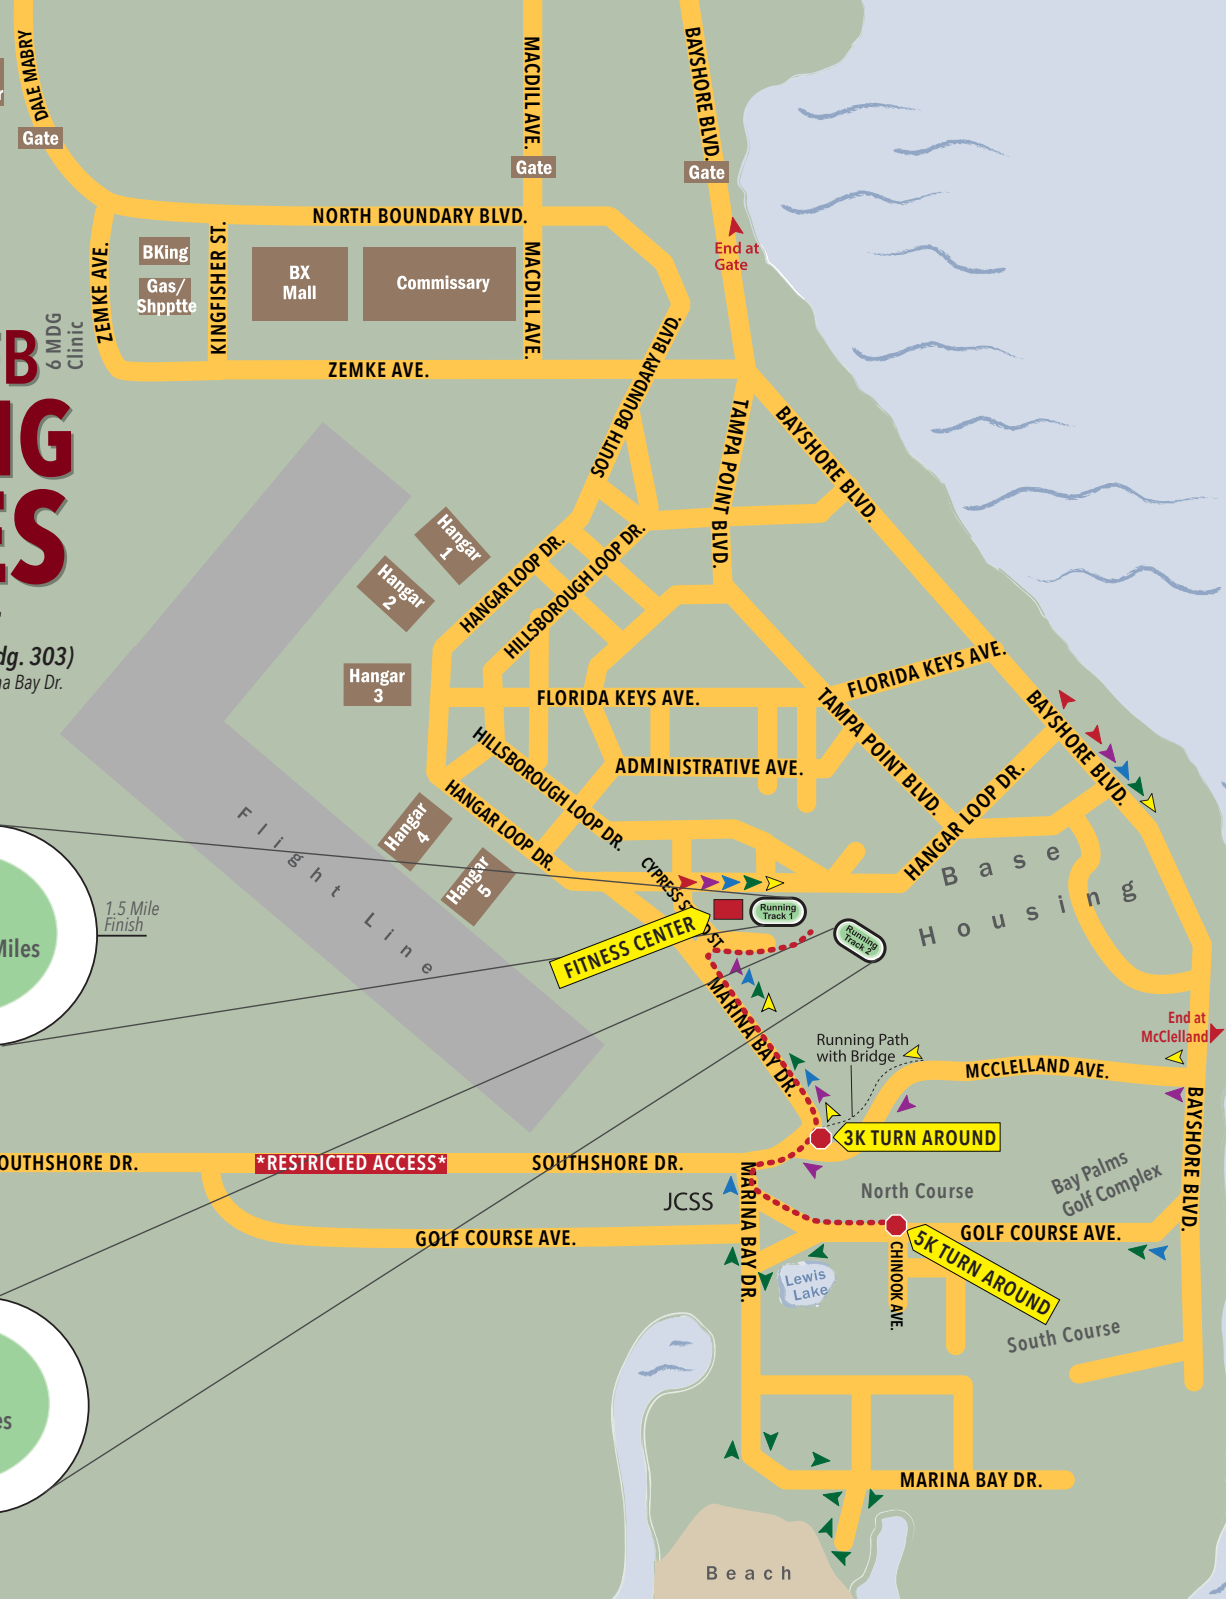 DALE MABRY
Gate
MACDILL AVE.
Gate
BAYSHORE BLVD.
Gate
NORTH BOUNDARY BLVD.
End at
Gate
ZEMKE AVE.
BKing
Gas/
Shpptte
KINGFISHER ST.
BX
Mall
Commissary
MACDILL AVE.
6 MDG
Clinic
ZEMKE AVE.
SOUTH BOUNDARY BLVD.
TAMPA POINT BLVD.
BAYSHORE BLVD.
B
NG
ES
dg. 303)
na Bay Dr.
Hangar
1
Hangar
2
Hangar
3
HANGAR LOOP DR.
HILLSBOROUGH LOOP DR.
FLORIDA KEYS AVE.
FLORIDA KEYS AVE.
TAMPA POINT BLVD.
BAYSHORE BLVD.
HILLSBOROUGH LOOP DR.
ADMINISTRATIVE AVE.
HANGAR LOOP DR.
HANGAR LOOP DR.
Hangar
4
Hangar
5
Flight Line
Base
Housing
1.5 Mile
Finish
Miles
CYPRESS
Running
Track 1
Running
Track 2
FITNESS CENTER
MARINA BAY DR.
Running Path
with Bridge
End at
McClelland
MCCLELLAND AVE.
3K TURN AROUND
OUTHSHORE DR.
*RESTRICTED ACCESS*
SOUTHSHORE DR.
BAYSHORE BLVD.
JCSS
MARINA BAY DR.
North Course
Bay Palms
Golf Complex
GOLF COURSE AVE.
GOLF COURSE AVE.
5K TURN AROUND
CHINOOK AVE.
Lewis
Lake
South Course
es
MARINA BAY DR.
Beach